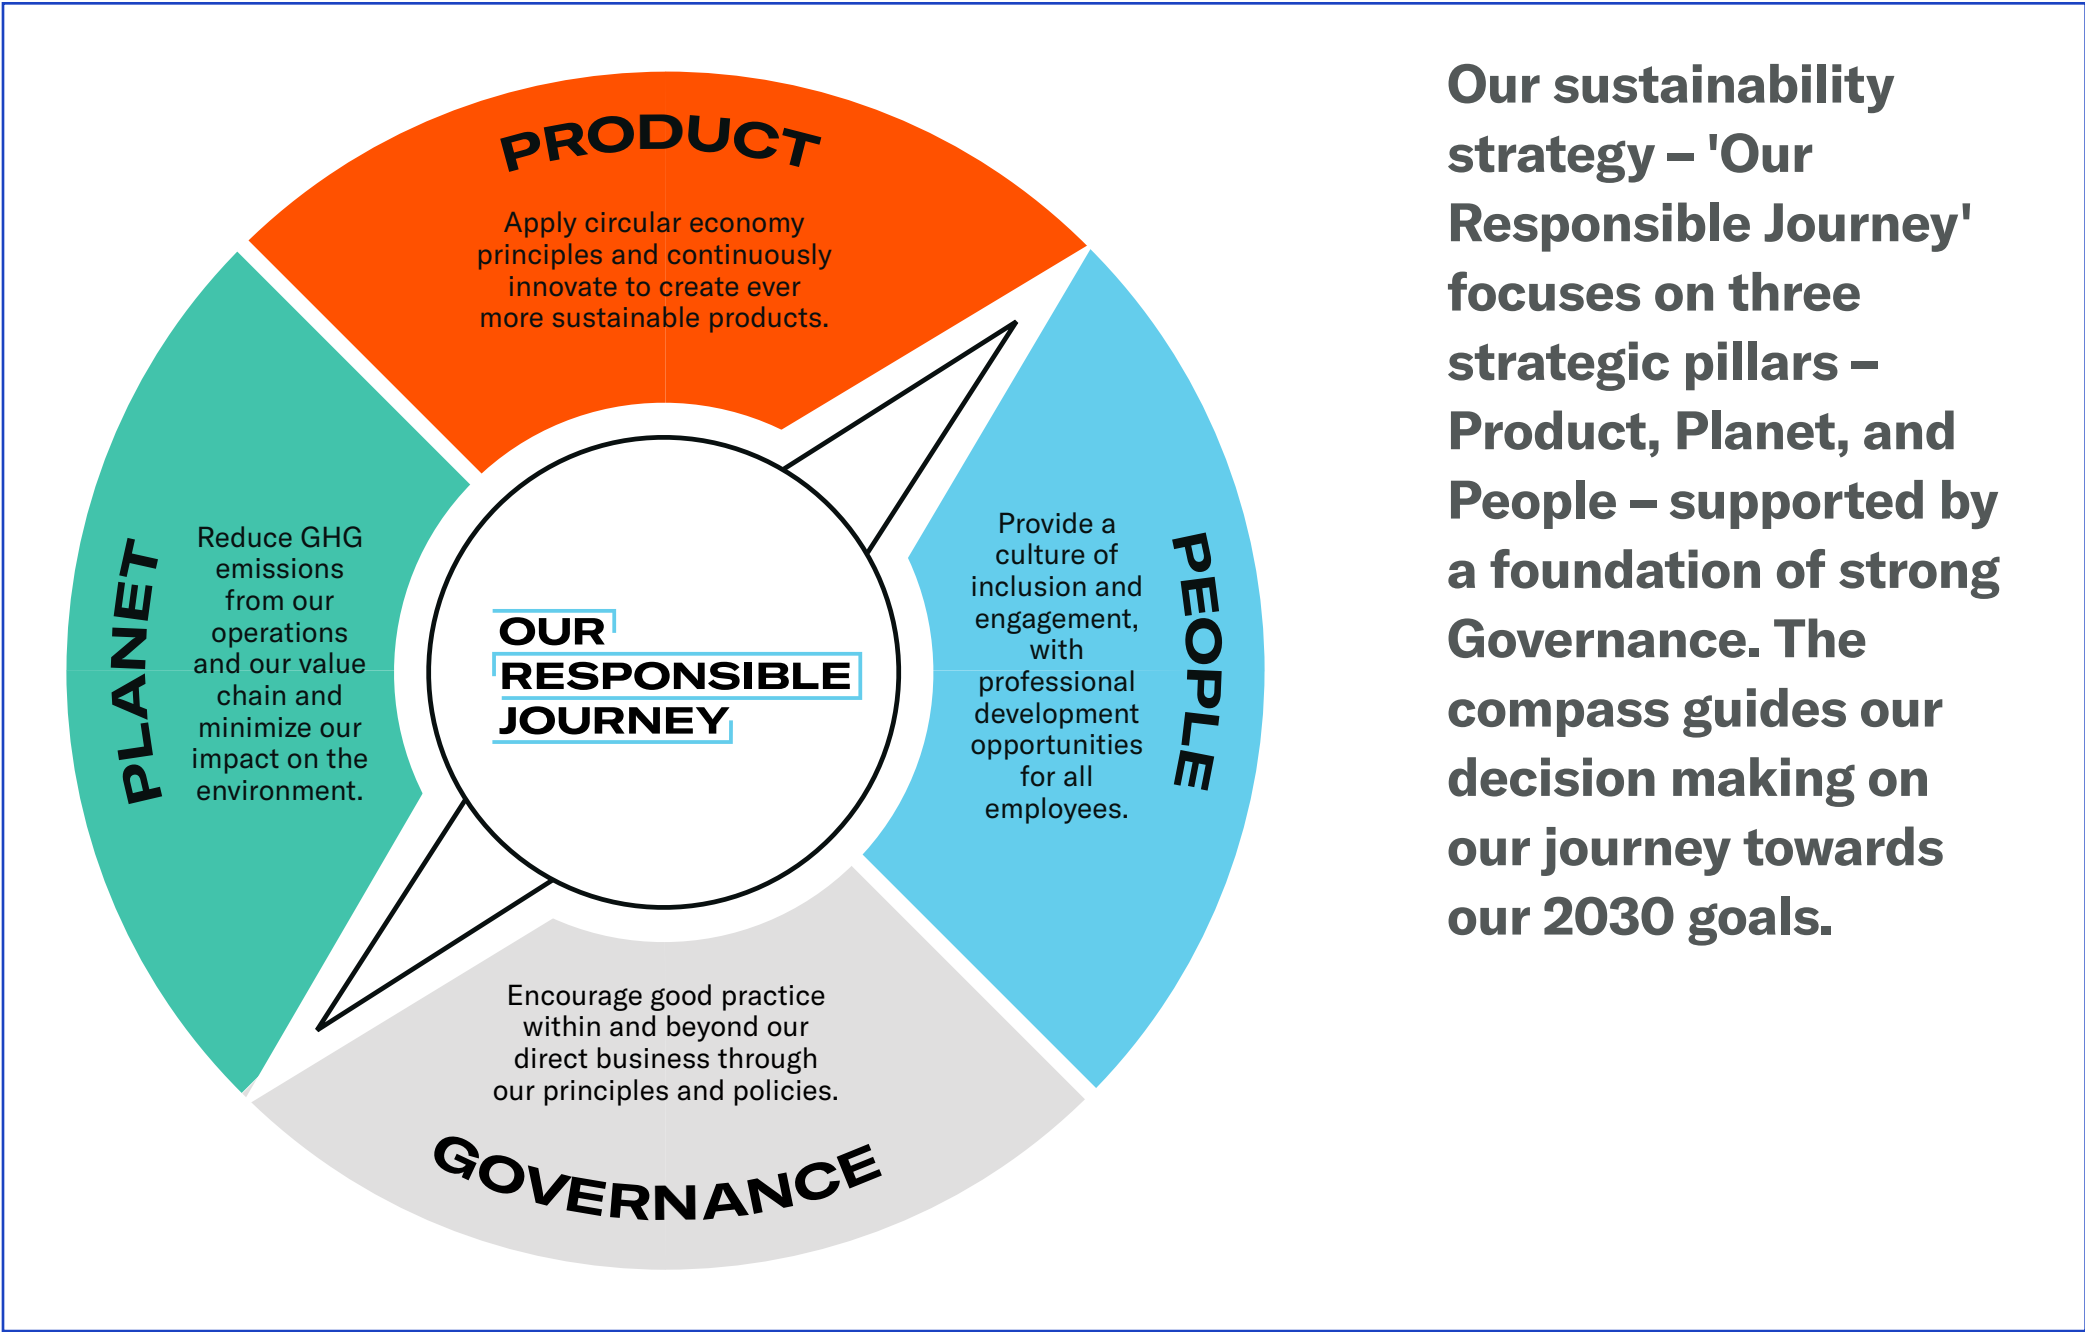 PRODUCT
Apply circular economy
principles and continuously
innovate to create ever
more sustainable products.
PLANET
Reduce GHG
emissions
from our
operations
and our value
chain and
minimize our
impact on the
environment.
OUR
RESPONSIBLE
JOURNEY
Provide a
culture of
inclusion and
engagement,
with
professional
development
opportunities
for all
employees.
PEOPLE
Encourage good practice
within and beyond our
direct business through
our principles and policies.
GOVERNANCE
Our sustainability
strategy – 'Our
Responsible Journey'
focuses on three
strategic pillars –
Product, Planet, and
People – supported by
a foundation of strong
Governance. The
compass guides our
decision making on
our journey towards
our 2030 goals.